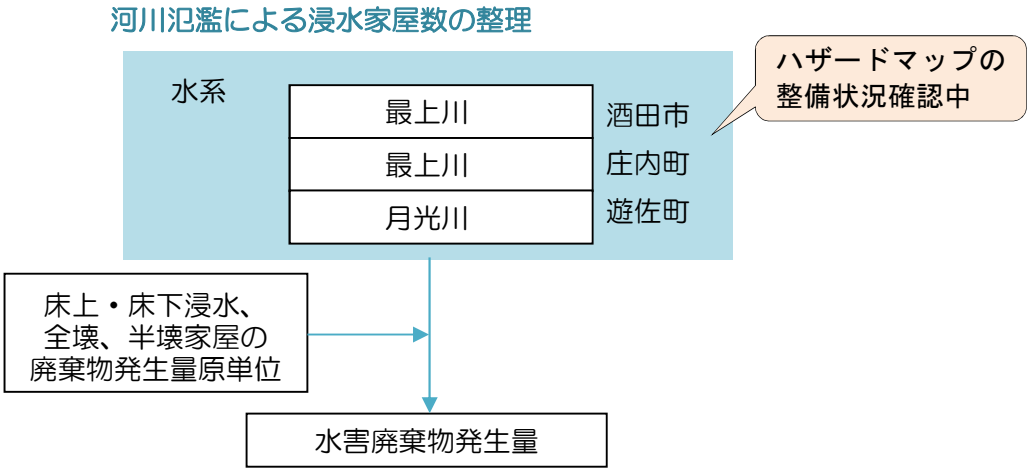 河川氾濫による浸水家屋数の整理
ハザードマップの
整備状況確認中
水系
最上川
酒田市
最上川
庄内町
月光川
遊佐町
床上・床下浸水、
全壊、半壊家屋の
廃棄物発生量原単位
水害廃棄物発生量